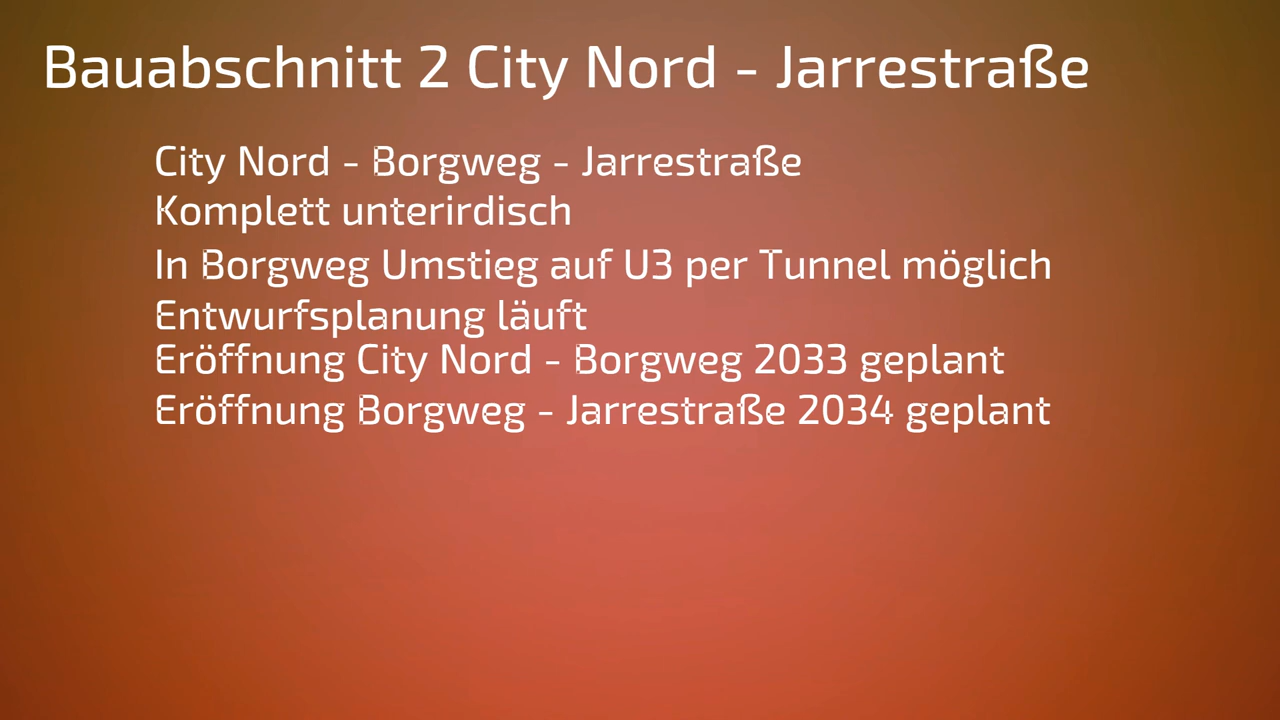 Bauabschnitt 2 City Nord - Jarrestraße
City Nord - Borgweg - Jarrestraße
Komplett unterirdisch
In Borgweg Umstieg auf U3 per Tunnel möglich
Entwurfsplanung läuft
Eröffnung City Nord - Borgweg 2033 geplant
Eröffnung Borgweg - Jarrestraße 2034 geplant